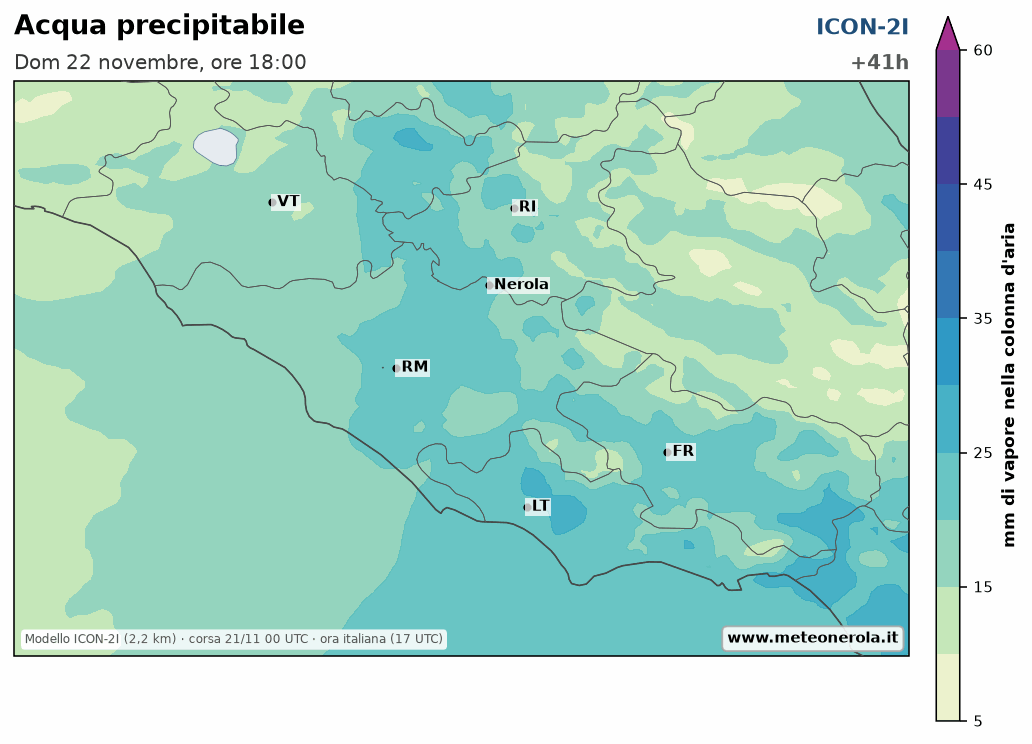 Acqua precipitabile
ICON-2I
Dom 22 novembre, ore 18:00
+41h
VT
RI
Nerola
RM
FR
LT
Modello ICON-2I (2,2 km) · corsa 21/11 00 UTC · ora italiana (17 UTC)
www.meteonerola.it
60
45
35
25
15
5
mm di vapore nella colonna d'aria